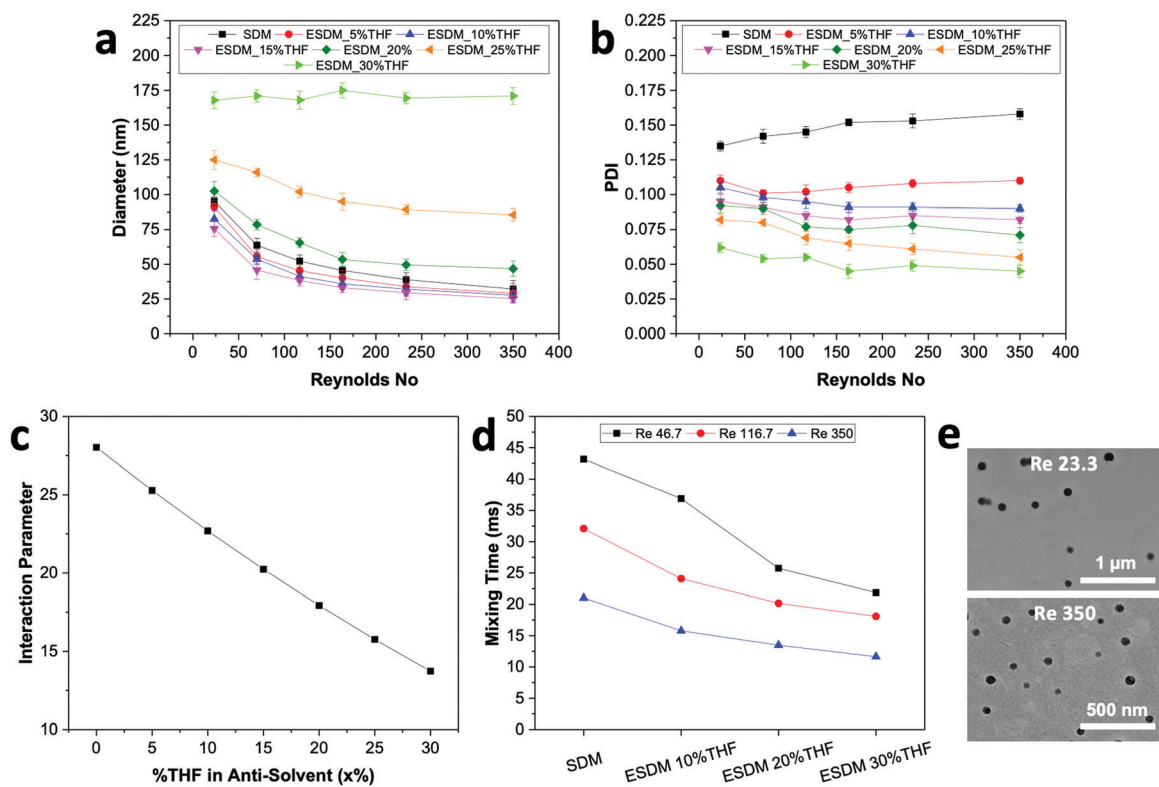 a
SDM ESDM_5%THF ESDM_10%THF
ESDM_15%THF ESDM_20% ESDM_25%THF
ESDM_30%THF
225
200
175
150
125
100
75
50
25
0
Diameter (nm)
0 50 100 150 200 250 300 350 400
Reynolds No
b
SDM ESDM_5%THF ESDM_10%THF
ESDM_15%THF ESDM_20% ESDM_25%THF
ESDM_30%THF
0.225
0.200
0.175
0.150
0.125
0.100
0.075
0.050
0.025
0.000
PDI
0 50 100 150 200 250 300 350 400
Reynolds No
c
30
25
20
15
10
Interaction Parameter
0 5 10 15 20 25 30
%THF in Anti-Solvent (x%)
d
Re 46.7 Re 116.7 Re 350
50
45
40
35
30
25
20
15
10
5
0
Mixing Time (ms)
SDM ESDM 10%THF ESDM 20%THF ESDM 30%THF
e
Re 23.3
1 µm
Re 350
500 nm